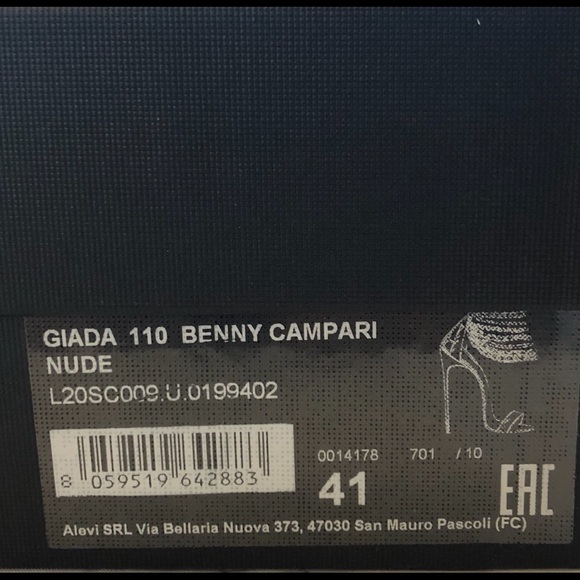 GIADA 110 BENNY CAMPARI
NUDE
L20SC009.U.0199402
8 059519 642883
0014178 701 /10
41
EAC
Alevi SRL Via Bellaria Nuova 373, 47030 San Mauro Pascoli (FC)